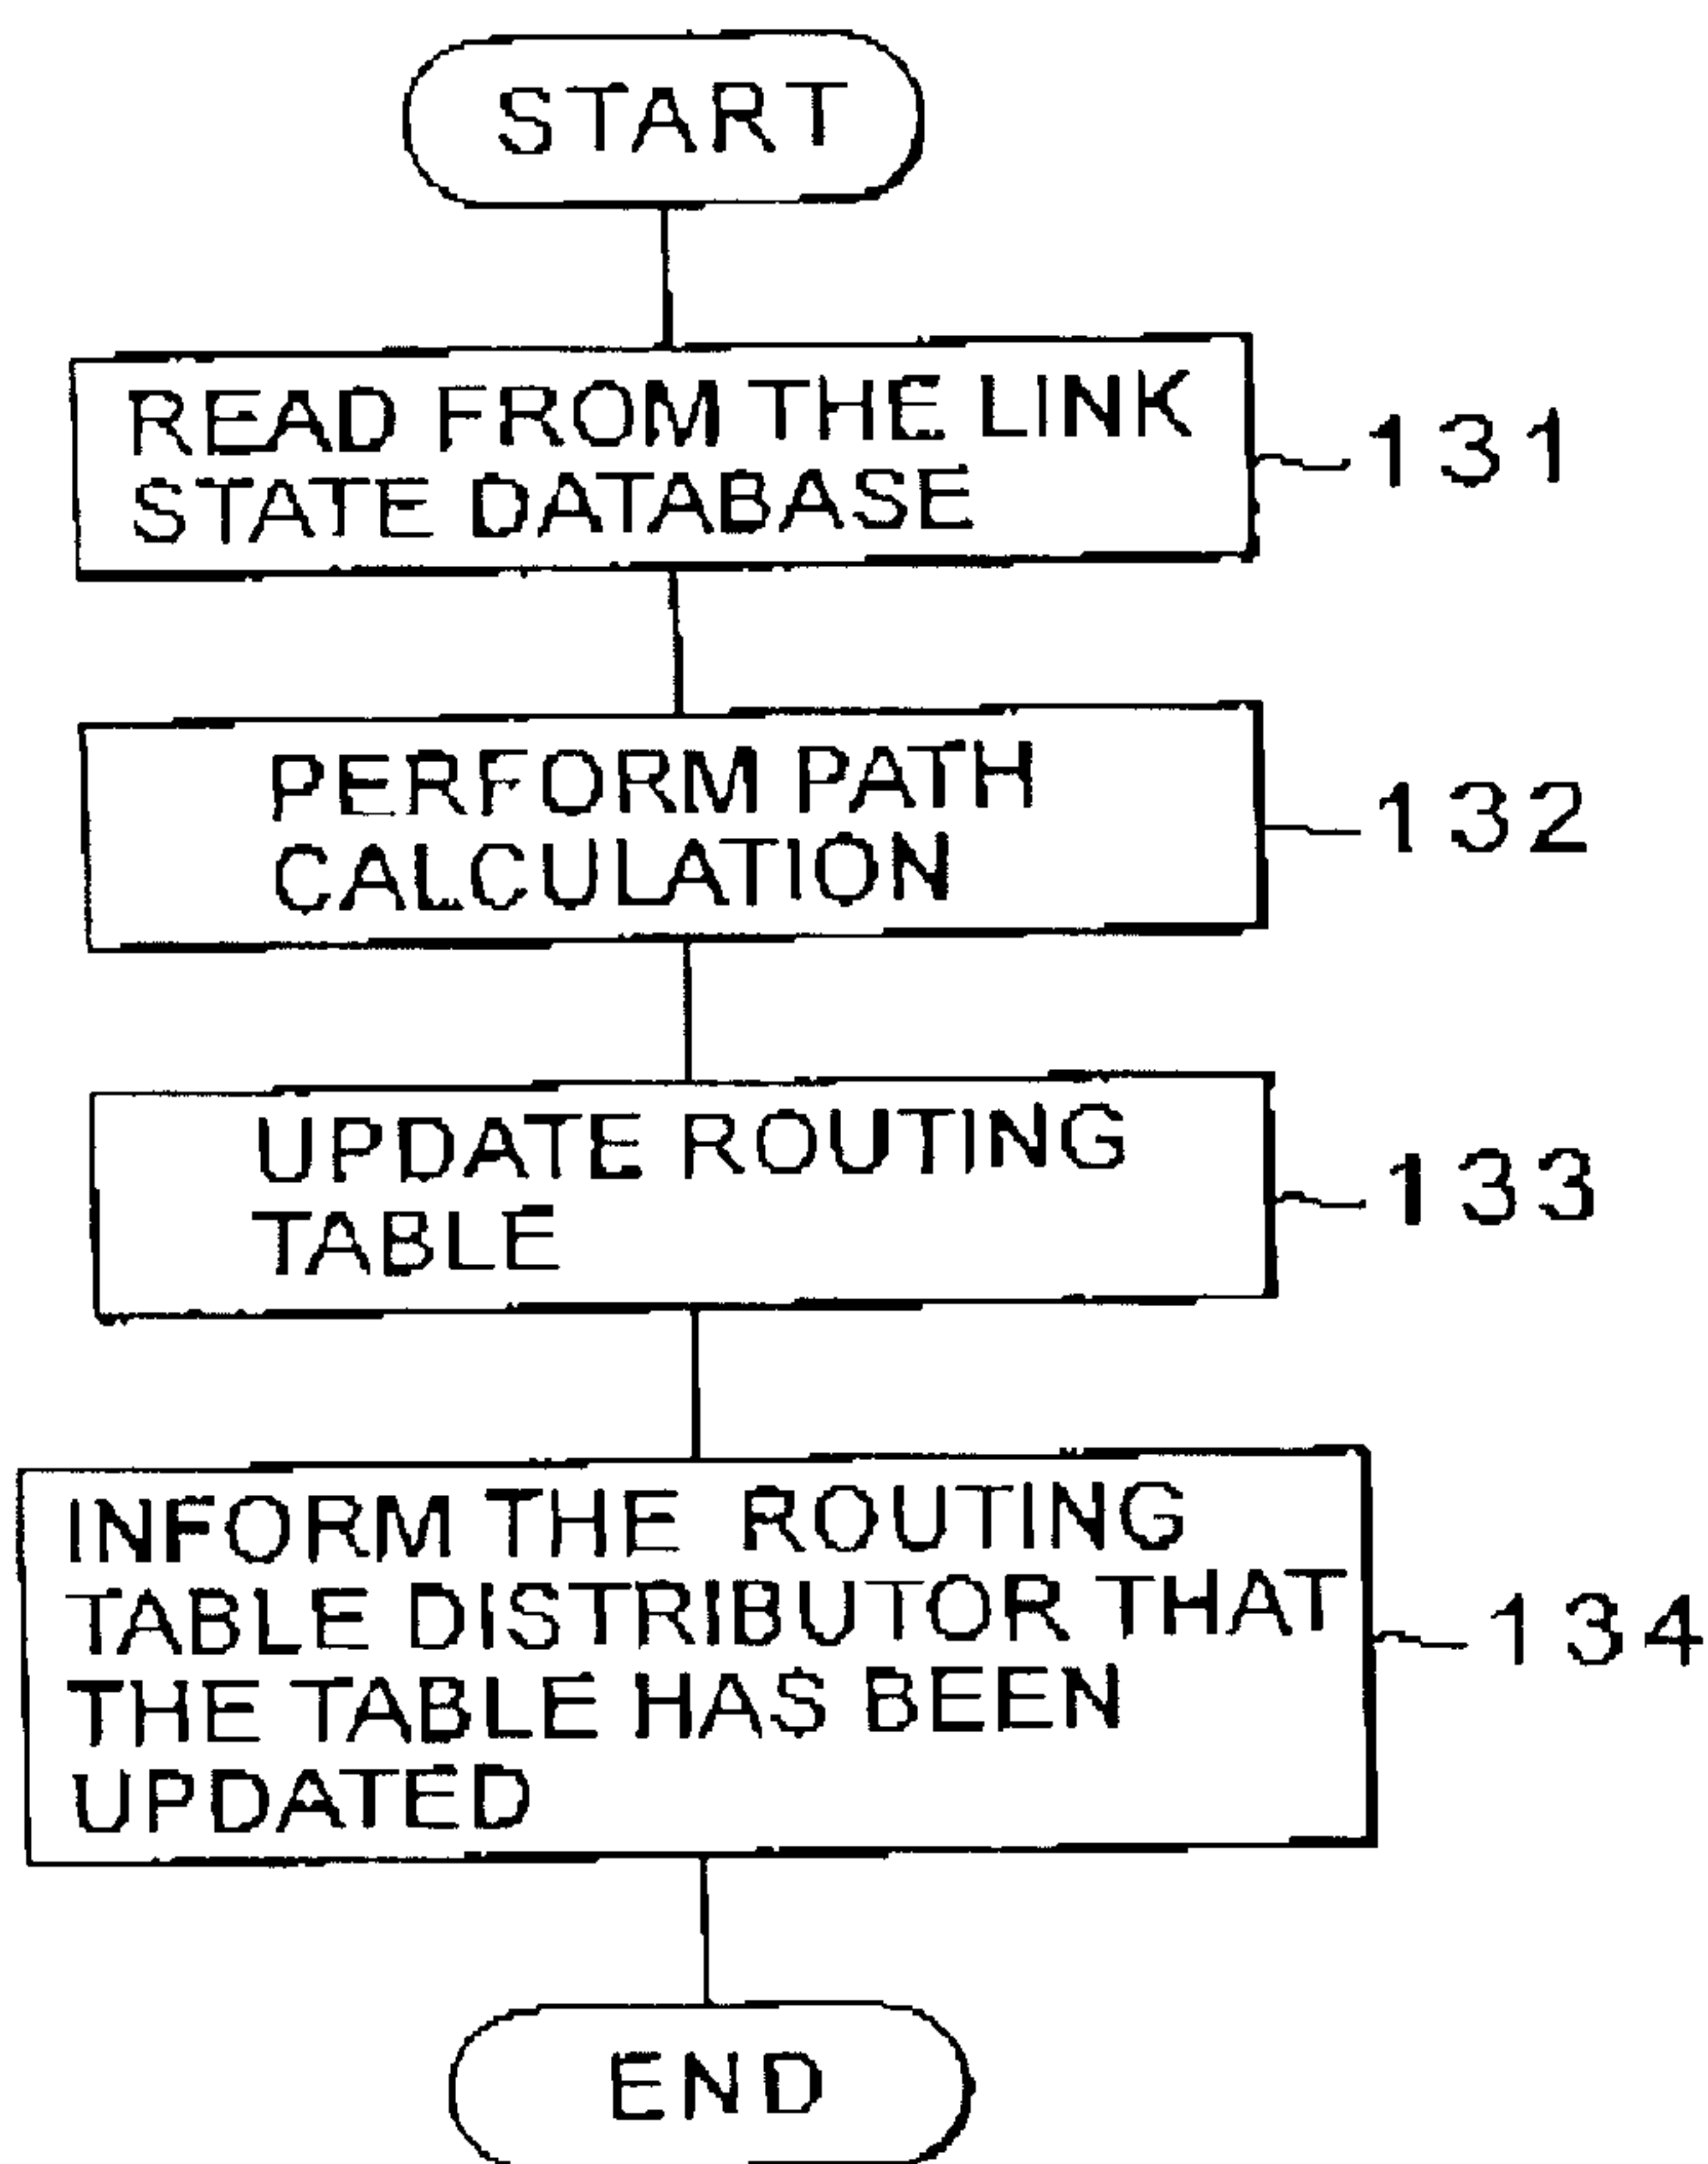 START
READ FROM THE LINK
STATE DATABASE
131
PERFORM PATH
CALCULATION
132
UPDATE ROUTING
TABLE
133
INFORM THE ROUTING
TABLE DISTRIBUTOR THAT
THE TABLE HAS BEEN
UPDATED
134
END